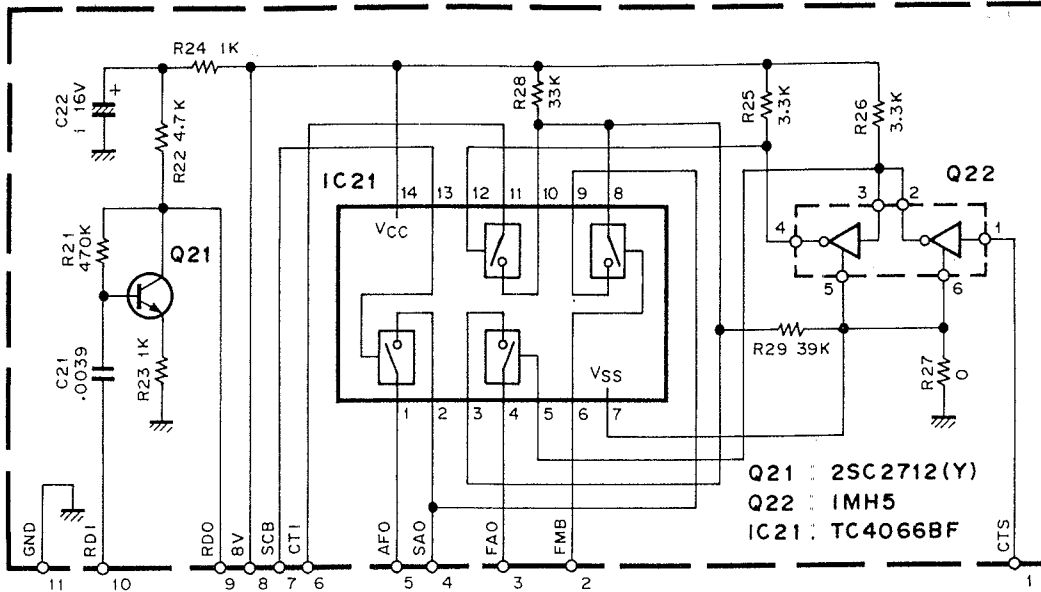 R24 1K
C22
1 16V
+
R22 4.7K
R28
33K
R25
3.3K
R26
3.3K
IC21
14 13 12 11 10 9 8
VCC
Q22
3 2
4 1
5 6
R21
470K
Q21
C21
.0039
R23 1K
R29 39K
R27
0
VSS
1 2 3 4 5 6 7
Q21 : 2SC2712(Y)
Q22 : IMH5
IC21 : TC4066BF
GND
RDI
RDO
8V
SCB
CTI
AFO
SAO
FAO
FMB
CTS
11 10 9 8 7 6 5 4 3 2 1